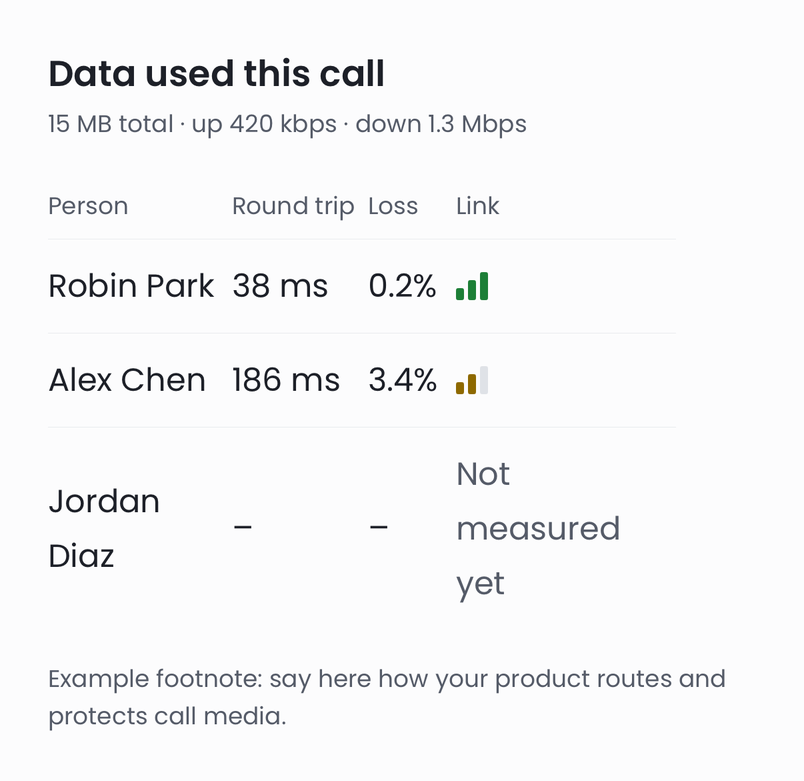 Data used this call
15 MB total · up 420 kbps · down 1.3 Mbps
Person Round trip Loss Link
Robin Park 38 ms 0.2%
Alex Chen 186 ms 3.4%
Jordan
Diaz
– –
Not
measured
yet
Example footnote: say here how your product routes and
protects call media.